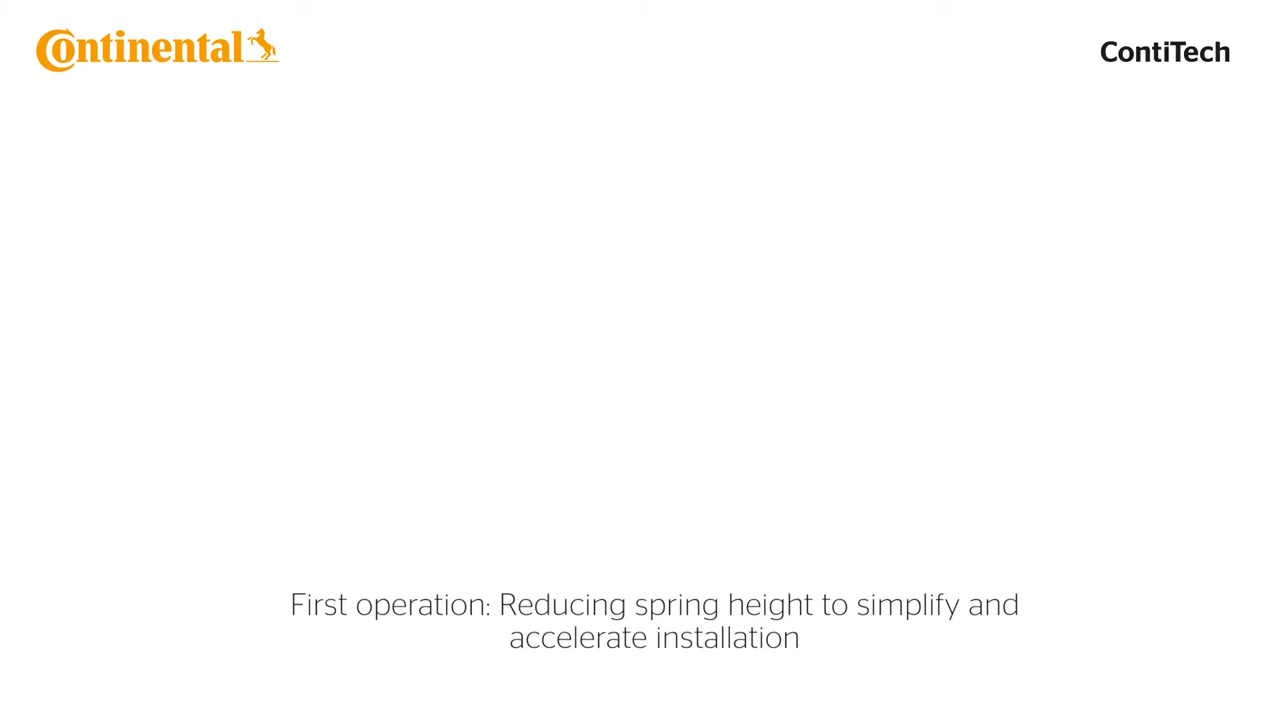 Continental
ContiTech
First operation: Reducing spring height to simplify and
accelerate installation